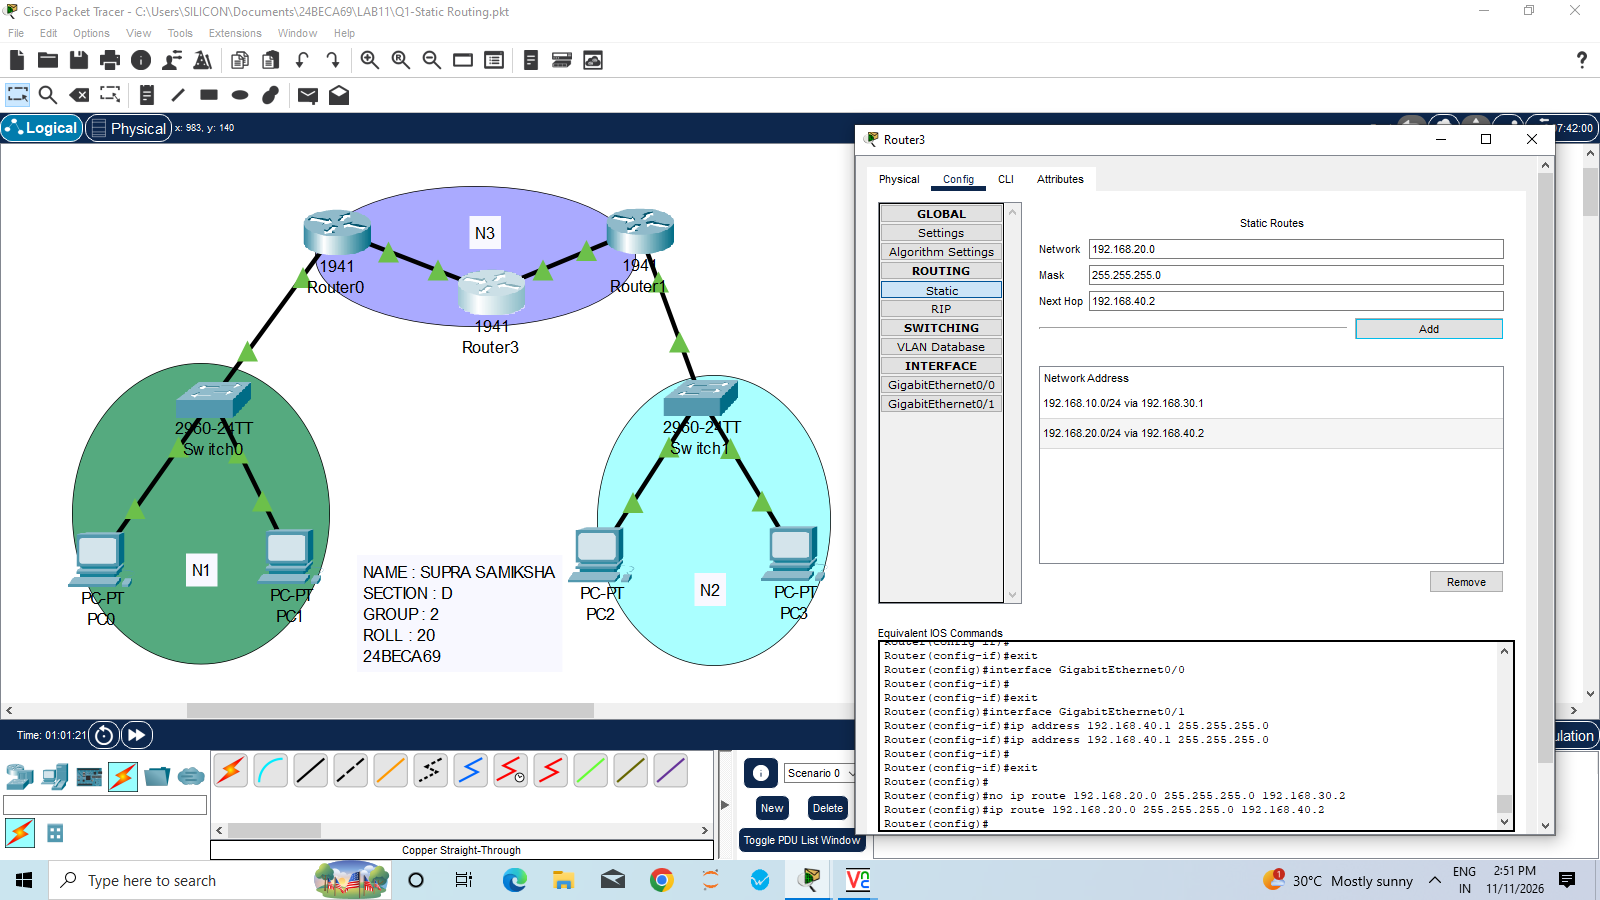 Cisco Packet Tracer - C:\Users\SILICON\Documents\24BECA69\LAB11\Q1-Static Routing.pkt
File Edit Options View Tools Extensions Window Help
Logical Physical x: 983, y: 140
7:42:00
N3
1941
Router0
1941
Router1
1941
Router3
2960-24TT
Switch0
2960-24TT
Switch1
N1
PC-PT
PC0
PC-PT
PC1
NAME : SUPRA SAMIKSHA
SECTION : D
GROUP : 2
ROLL : 20
24BECA69
PC-PT
PC2
N2
PC-PT
PC3
Router3
Physical Config CLI Attributes
GLOBAL
Settings
Algorithm Settings
ROUTING
Static
RIP
SWITCHING
VLAN Database
INTERFACE
GigabitEthernet0/0
GigabitEthernet0/1
Static Routes
Network 192.168.20.0
Mask 255.255.255.0
Next Hop 192.168.40.2
Add
Network Address
192.168.10.0/24 via 192.168.30.1
192.168.20.0/24 via 192.168.40.2
Remove
Equivalent IOS Commands
Router(config-if)#
Router(config-if)#exit
Router(config)#interface GigabitEthernet0/0
Router(config-if)#
Router(config-if)#exit
Router(config)#interface GigabitEthernet0/1
Router(config-if)#ip address 192.168.40.1 255.255.255.0
Router(config-if)#ip address 192.168.40.1 255.255.255.0
Router(config-if)#
Router(config-if)#exit
Router(config)#
Router(config)#no ip route 192.168.20.0 255.255.255.0 192.168.30.2
Router(config)#ip route 192.168.20.0 255.255.255.0 192.168.40.2
Router(config)#
Time: 01:01:21
ulation
Scenario 0
New Delete
Toggle PDU List Window
Copper Straight-Through
Type here to search
1
30°C Mostly sunny
ENG
IN
2:51 PM
11/11/2026